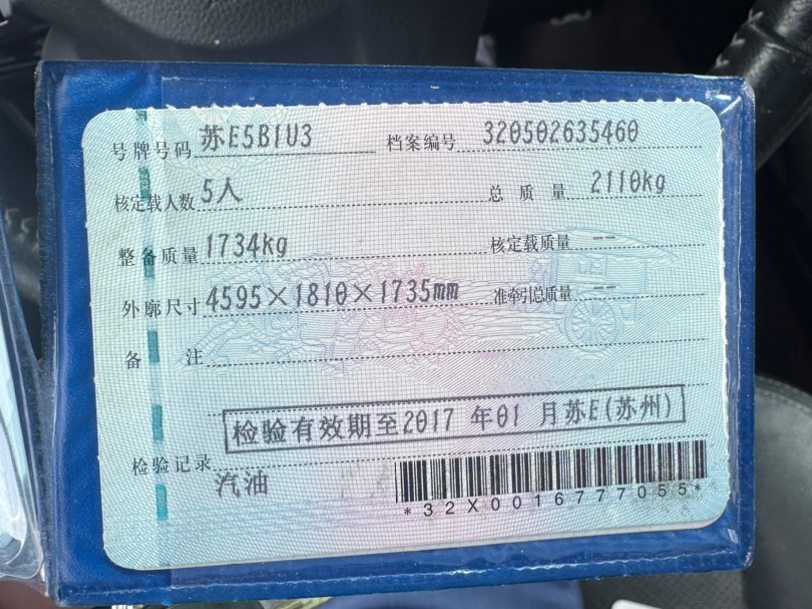 号牌号码 苏E5B1U3 档案编号 320502635460
核定载人数 5人 总质量 2110kg
整备质量 1734kg 核定载质量 --
外廓尺寸 4595×1810×1735mm 准牵引总质量 --
备注
检验有效期至2017年01月苏E(苏州)
检验记录
汽油
*32X0016777055*